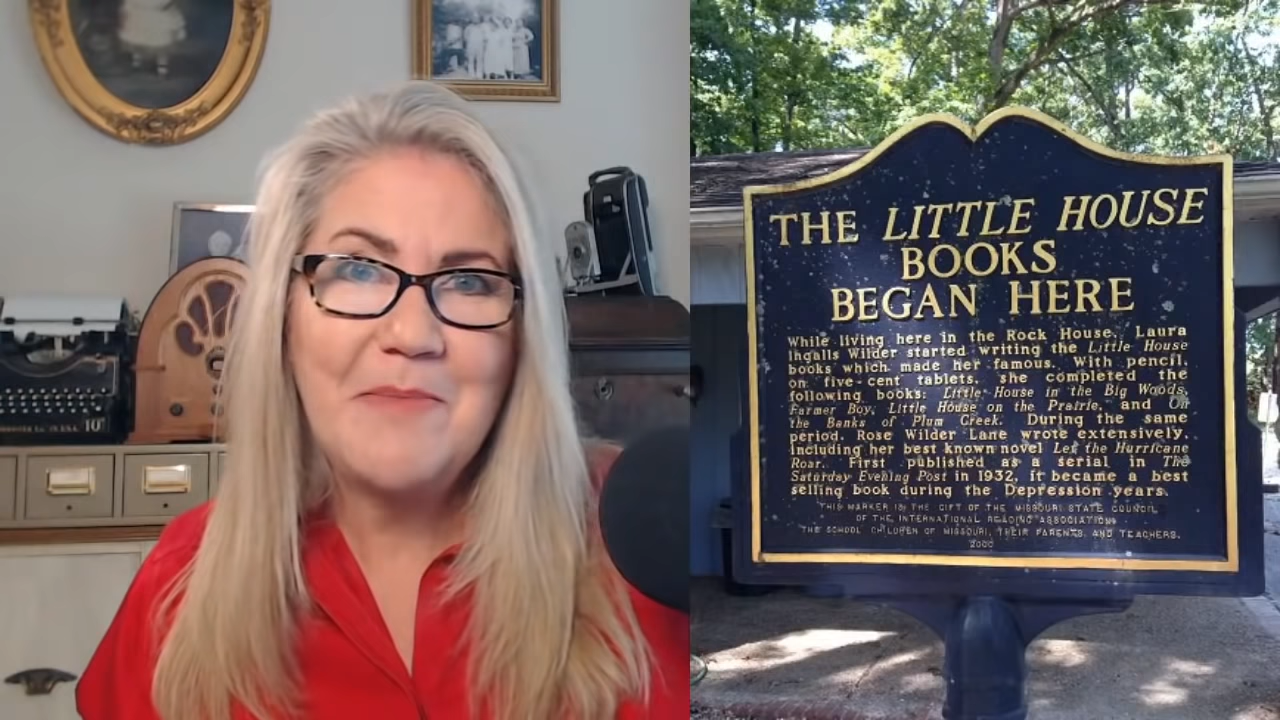 THE LITTLE HOUSE
BOOKS
BEGAN HERE
While living here in the Rock House, Laura
Ingalls Wilder started writing the Little House
books which made her famous. With pencil,
on five-cent tablets, she completed the
following books: Little House in the Big Woods,
Farmer Boy, Little House on the Prairie, and On
the Banks of Plum Creek. During the same
period, Rose Wilder Lane wrote extensively,
including her best known novel Let the Hurricane
Roar. First published as a serial in The
Saturday Evening Post in 1932, it became a best
selling book during the Depression years.
THIS MARKER IS THE GIFT OF THE MISSOURI STATE COUNCIL
OF THE INTERNATIONAL READING ASSOCIATION,
THE SCHOOL CHILDREN OF MISSOURI, THEIR PARENTS, AND TEACHERS.
2000
10